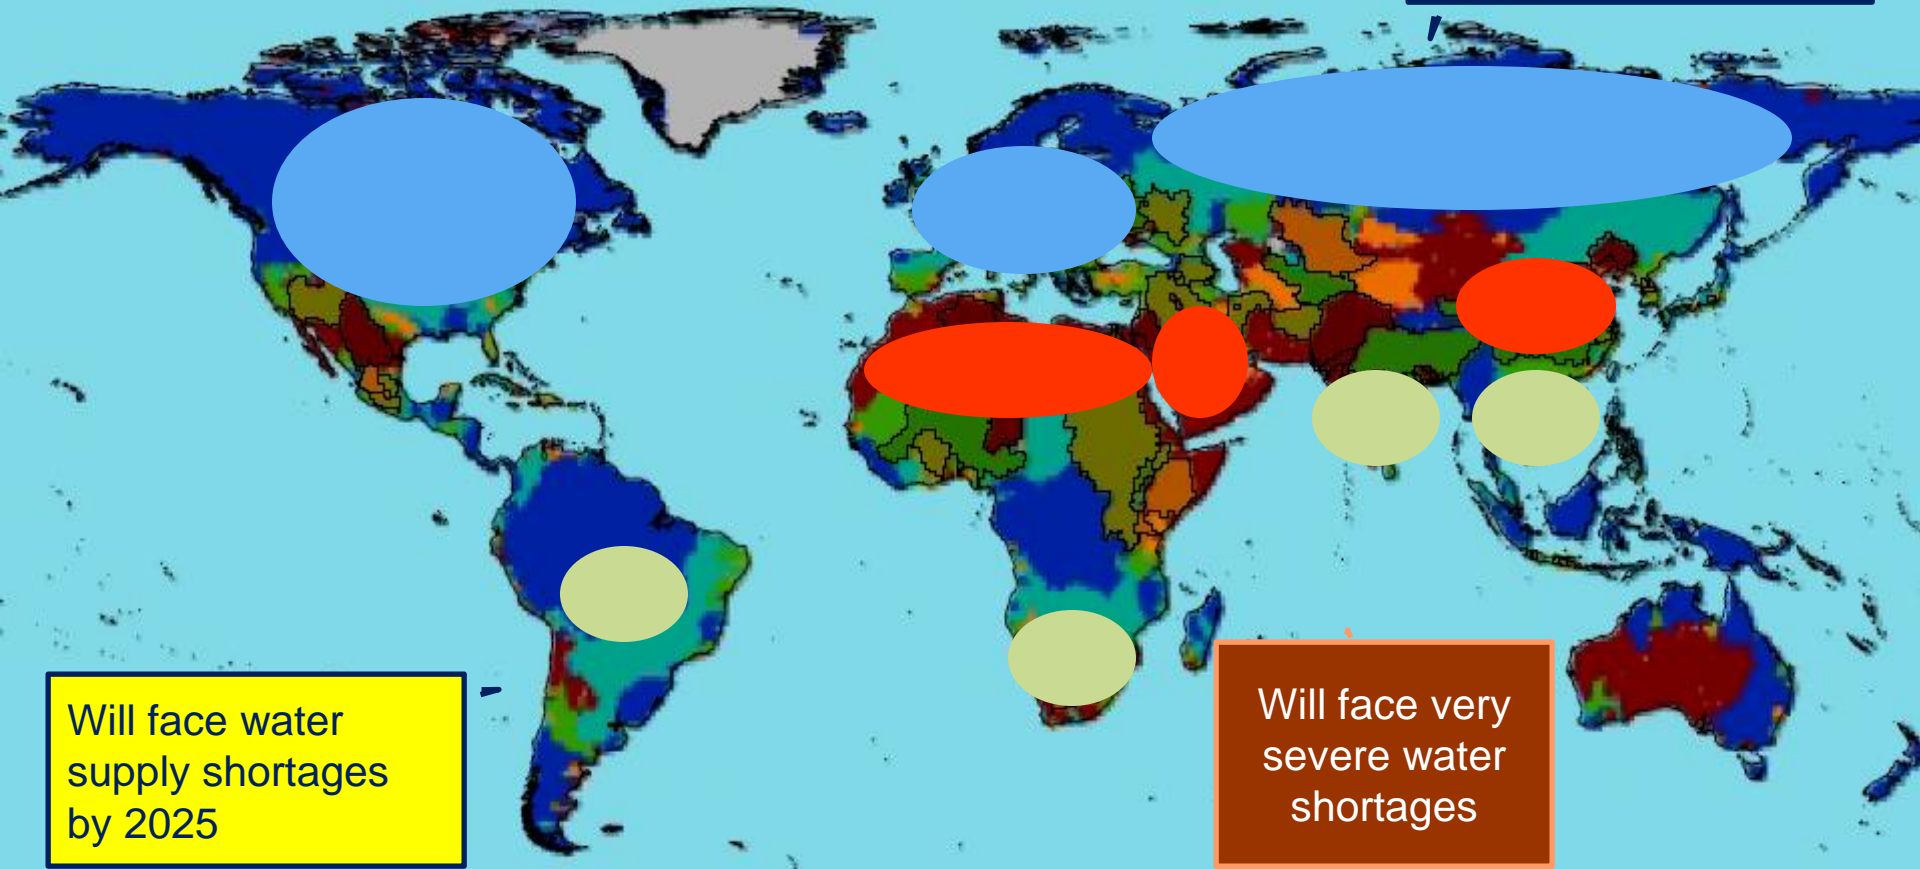 Will face water
supply shortages
by 2025
Will face very
severe water
shortages